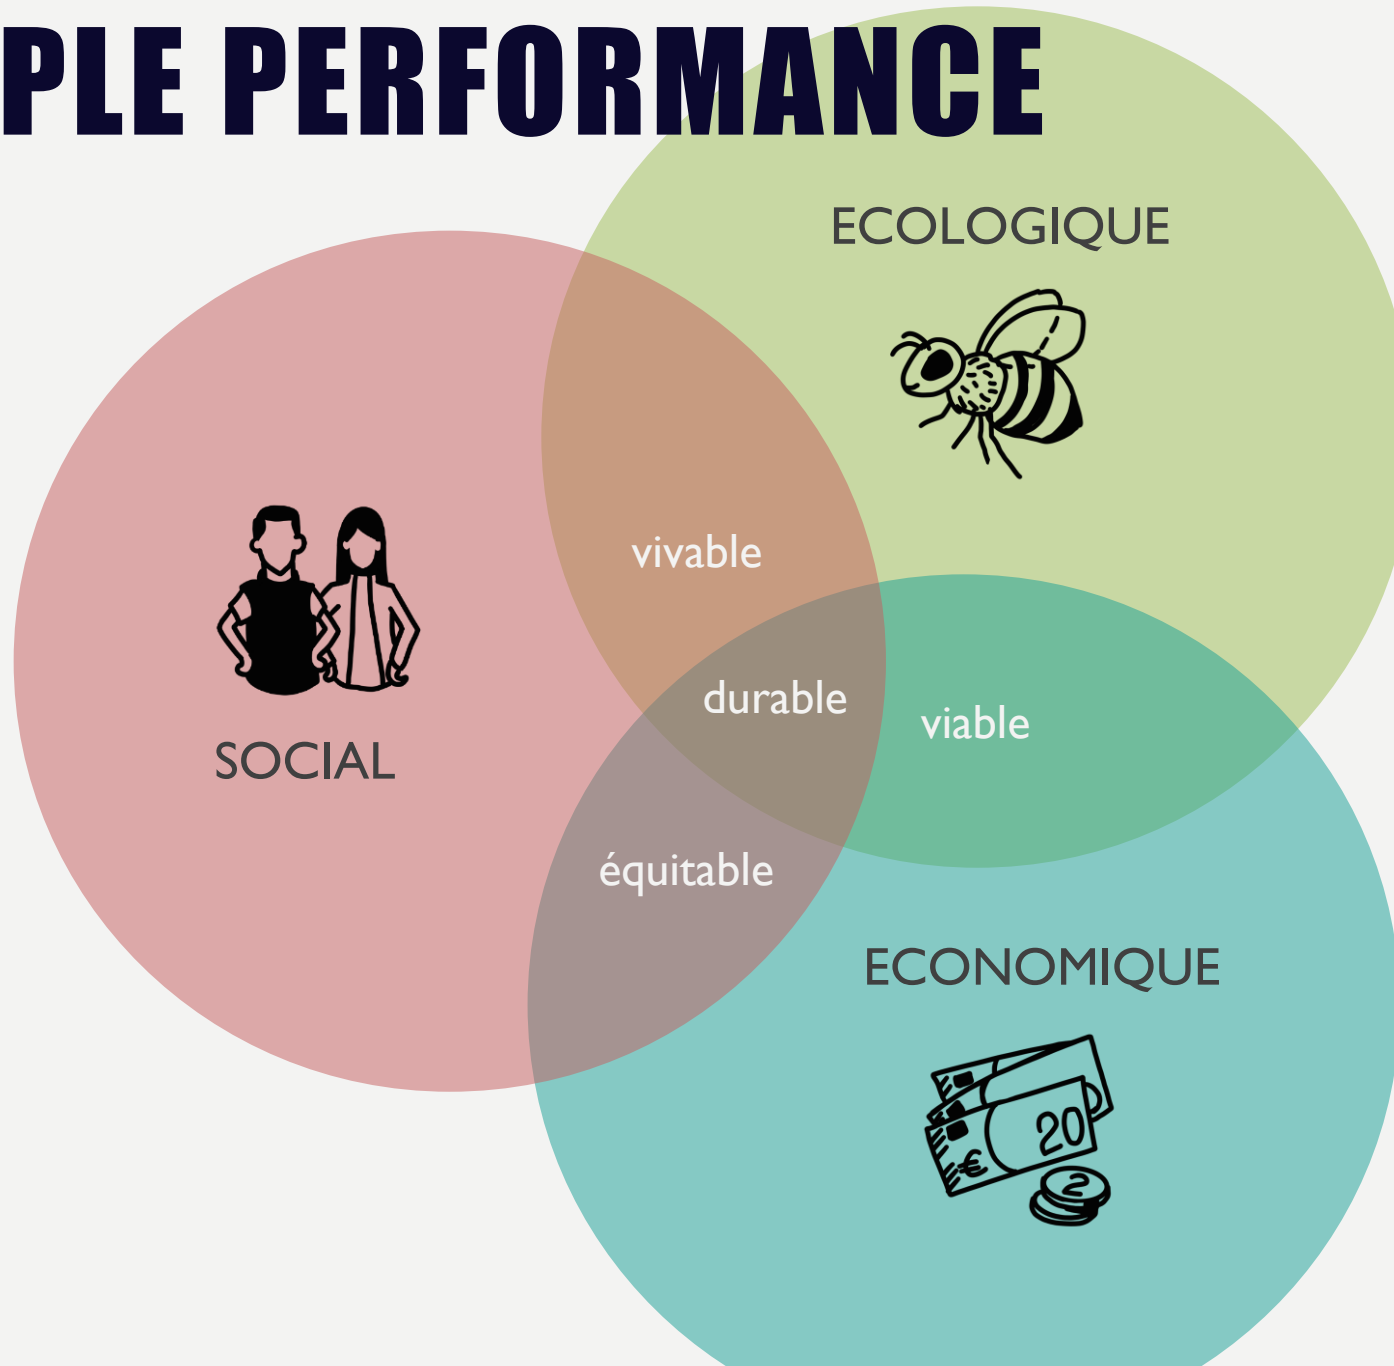 PLE PERFORMANCE
ECOLOGIQUE
vivable
durable
viable
SOCIAL
équitable
ECONOMIQUE
20
€
2